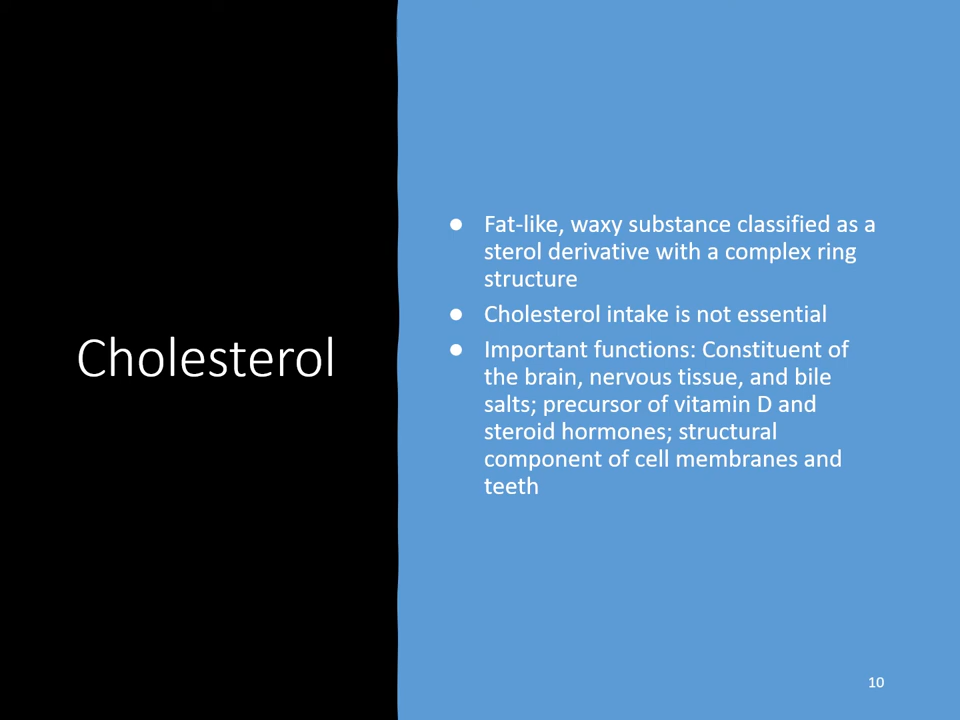 Cholesterol
● Fat-like, waxy substance classified as a
sterol derivative with a complex ring
structure
● Cholesterol intake is not essential
● Important functions: Constituent of
the brain, nervous tissue, and bile
salts; precursor of vitamin D and
steroid hormones; structural
component of cell membranes and
teeth
10